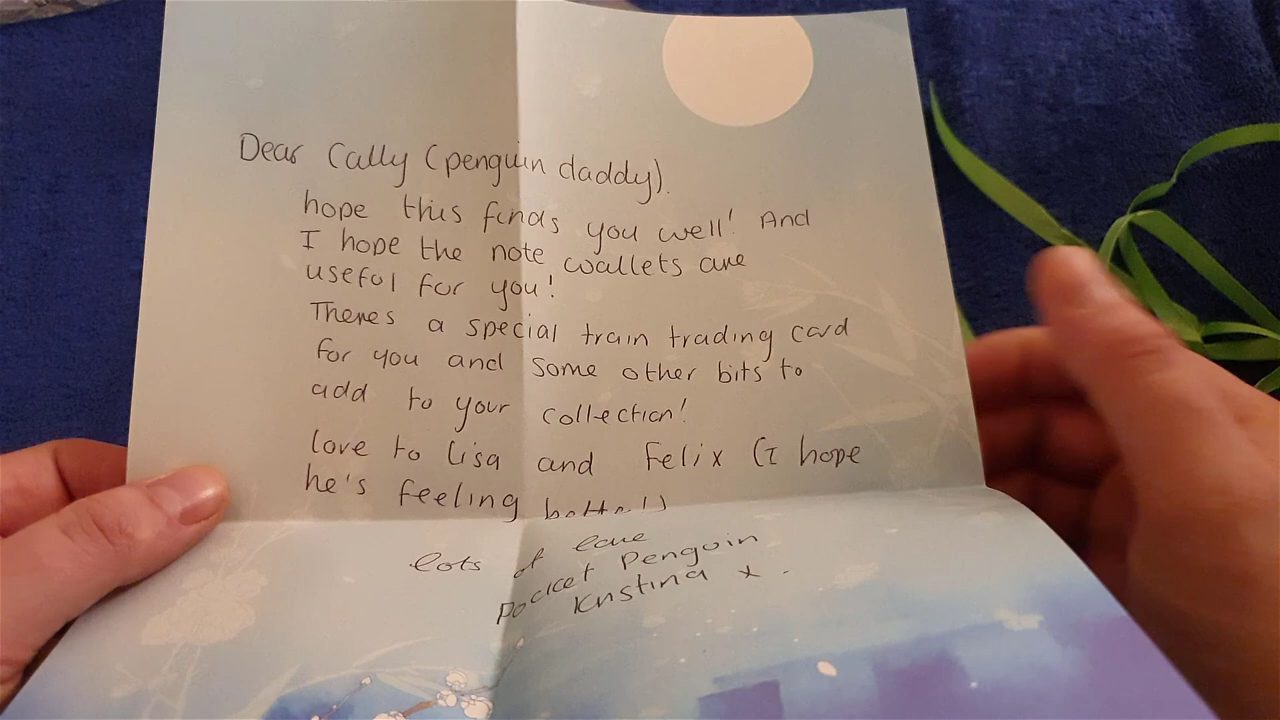 Dear Cally (penguin daddy).
hope this finds you well! And
I hope the note wallets are
useful for you!
Theres a special train trading card
for you and some other bits to
add to your collection!
love to Lisa and Felix (I hope
he's feeling better!)
lots of love
Pocket Penguin
Kristina x.